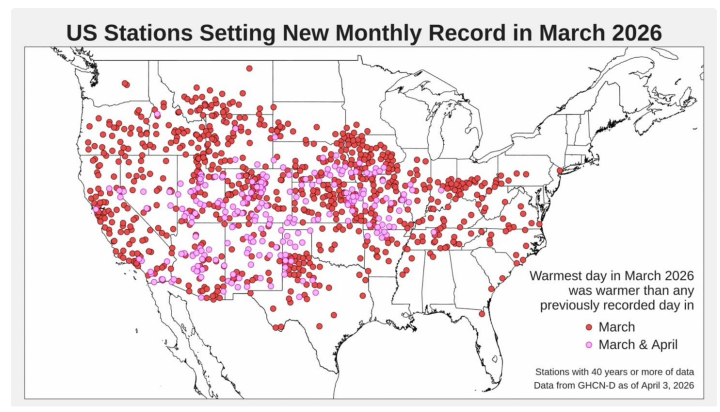 US Stations Setting New Monthly Record in March 2026
Warmest day in March 2026
was warmer than any
previously recorded day in
March
March & April
Stations with 40 years or more of data
Data from GHCN-D as of April 3, 2026